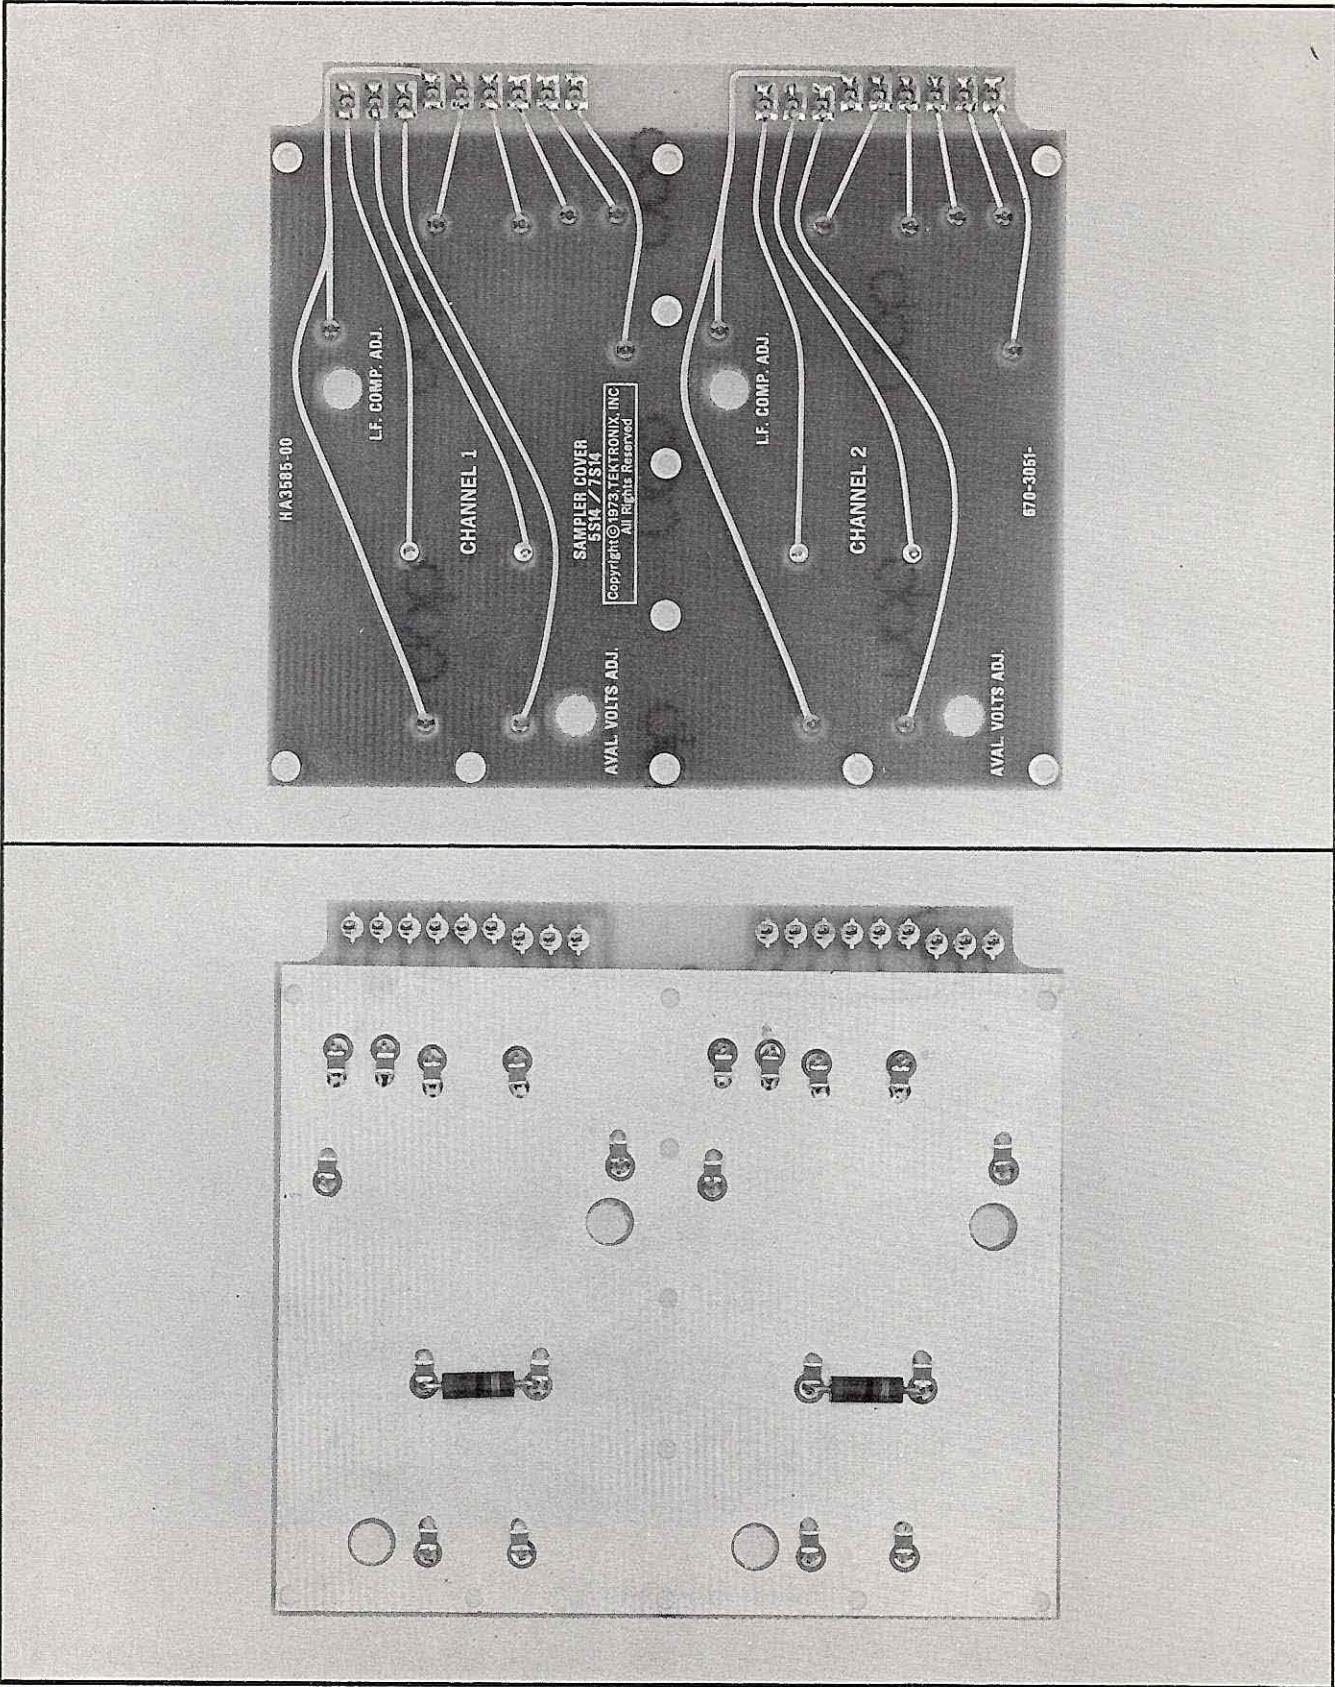 HA3585-00
L.F. COMP. ADJ.
CHANNEL 1
SAMPLER COVER
5S14 / 7S14
Copyright©1973, TEKTRONIX, INC
All Rights Reserved
AVAL. VOLTS ADJ.
L.F. COMP. ADJ.
CHANNEL 2
670-3051-
AVAL. VOLTS ADJ.